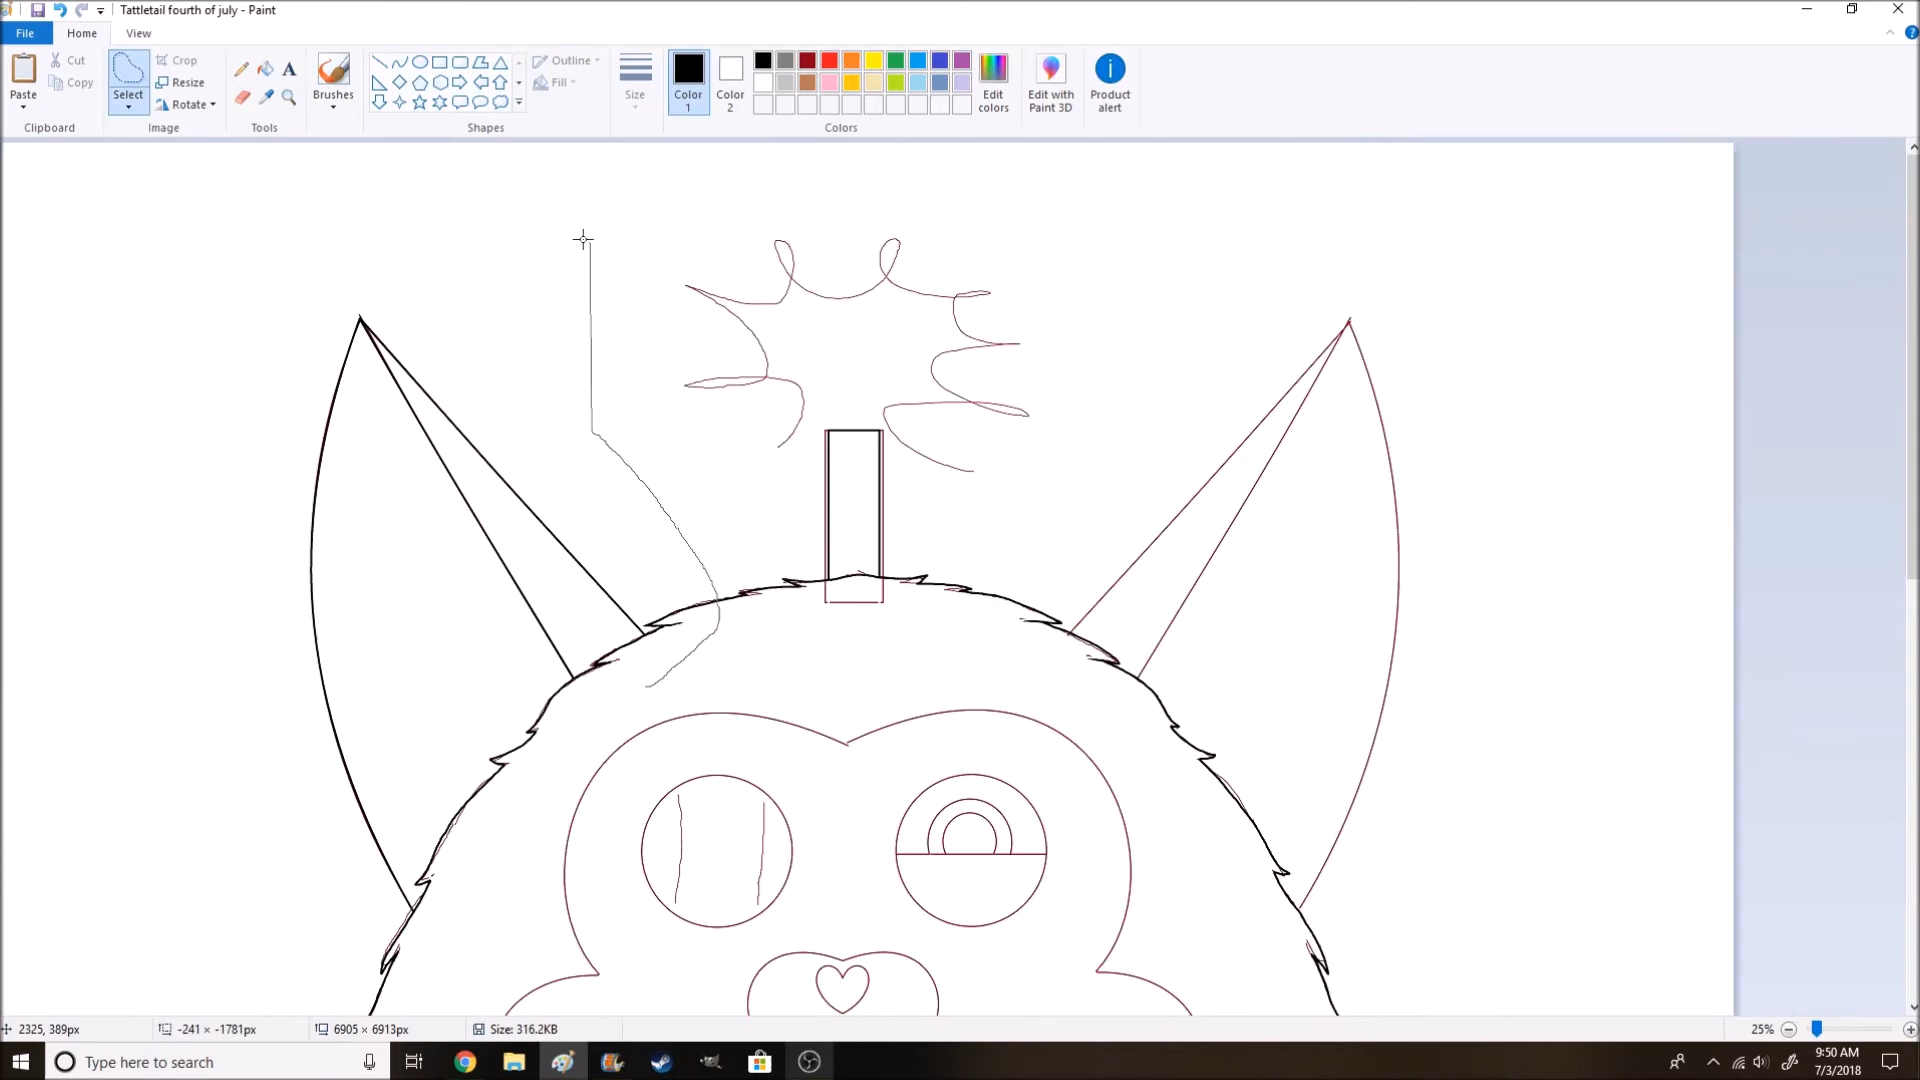 Tattletail fourth of july - Paint
File Home View
Paste
Cut
Copy
Clipboard
Select
Crop
Resize
Rotate
Image
A
Tools
Brushes
Shapes
Outline
Fill
Size
Color 1
Color 2
Edit colors
Colors
Edit with Paint 3D
Product alert
2325, 389px
-241 × -1781px
6905 × 6913px
Size: 316.2KB
25%
Type here to search
9:50 AM
7/3/2018